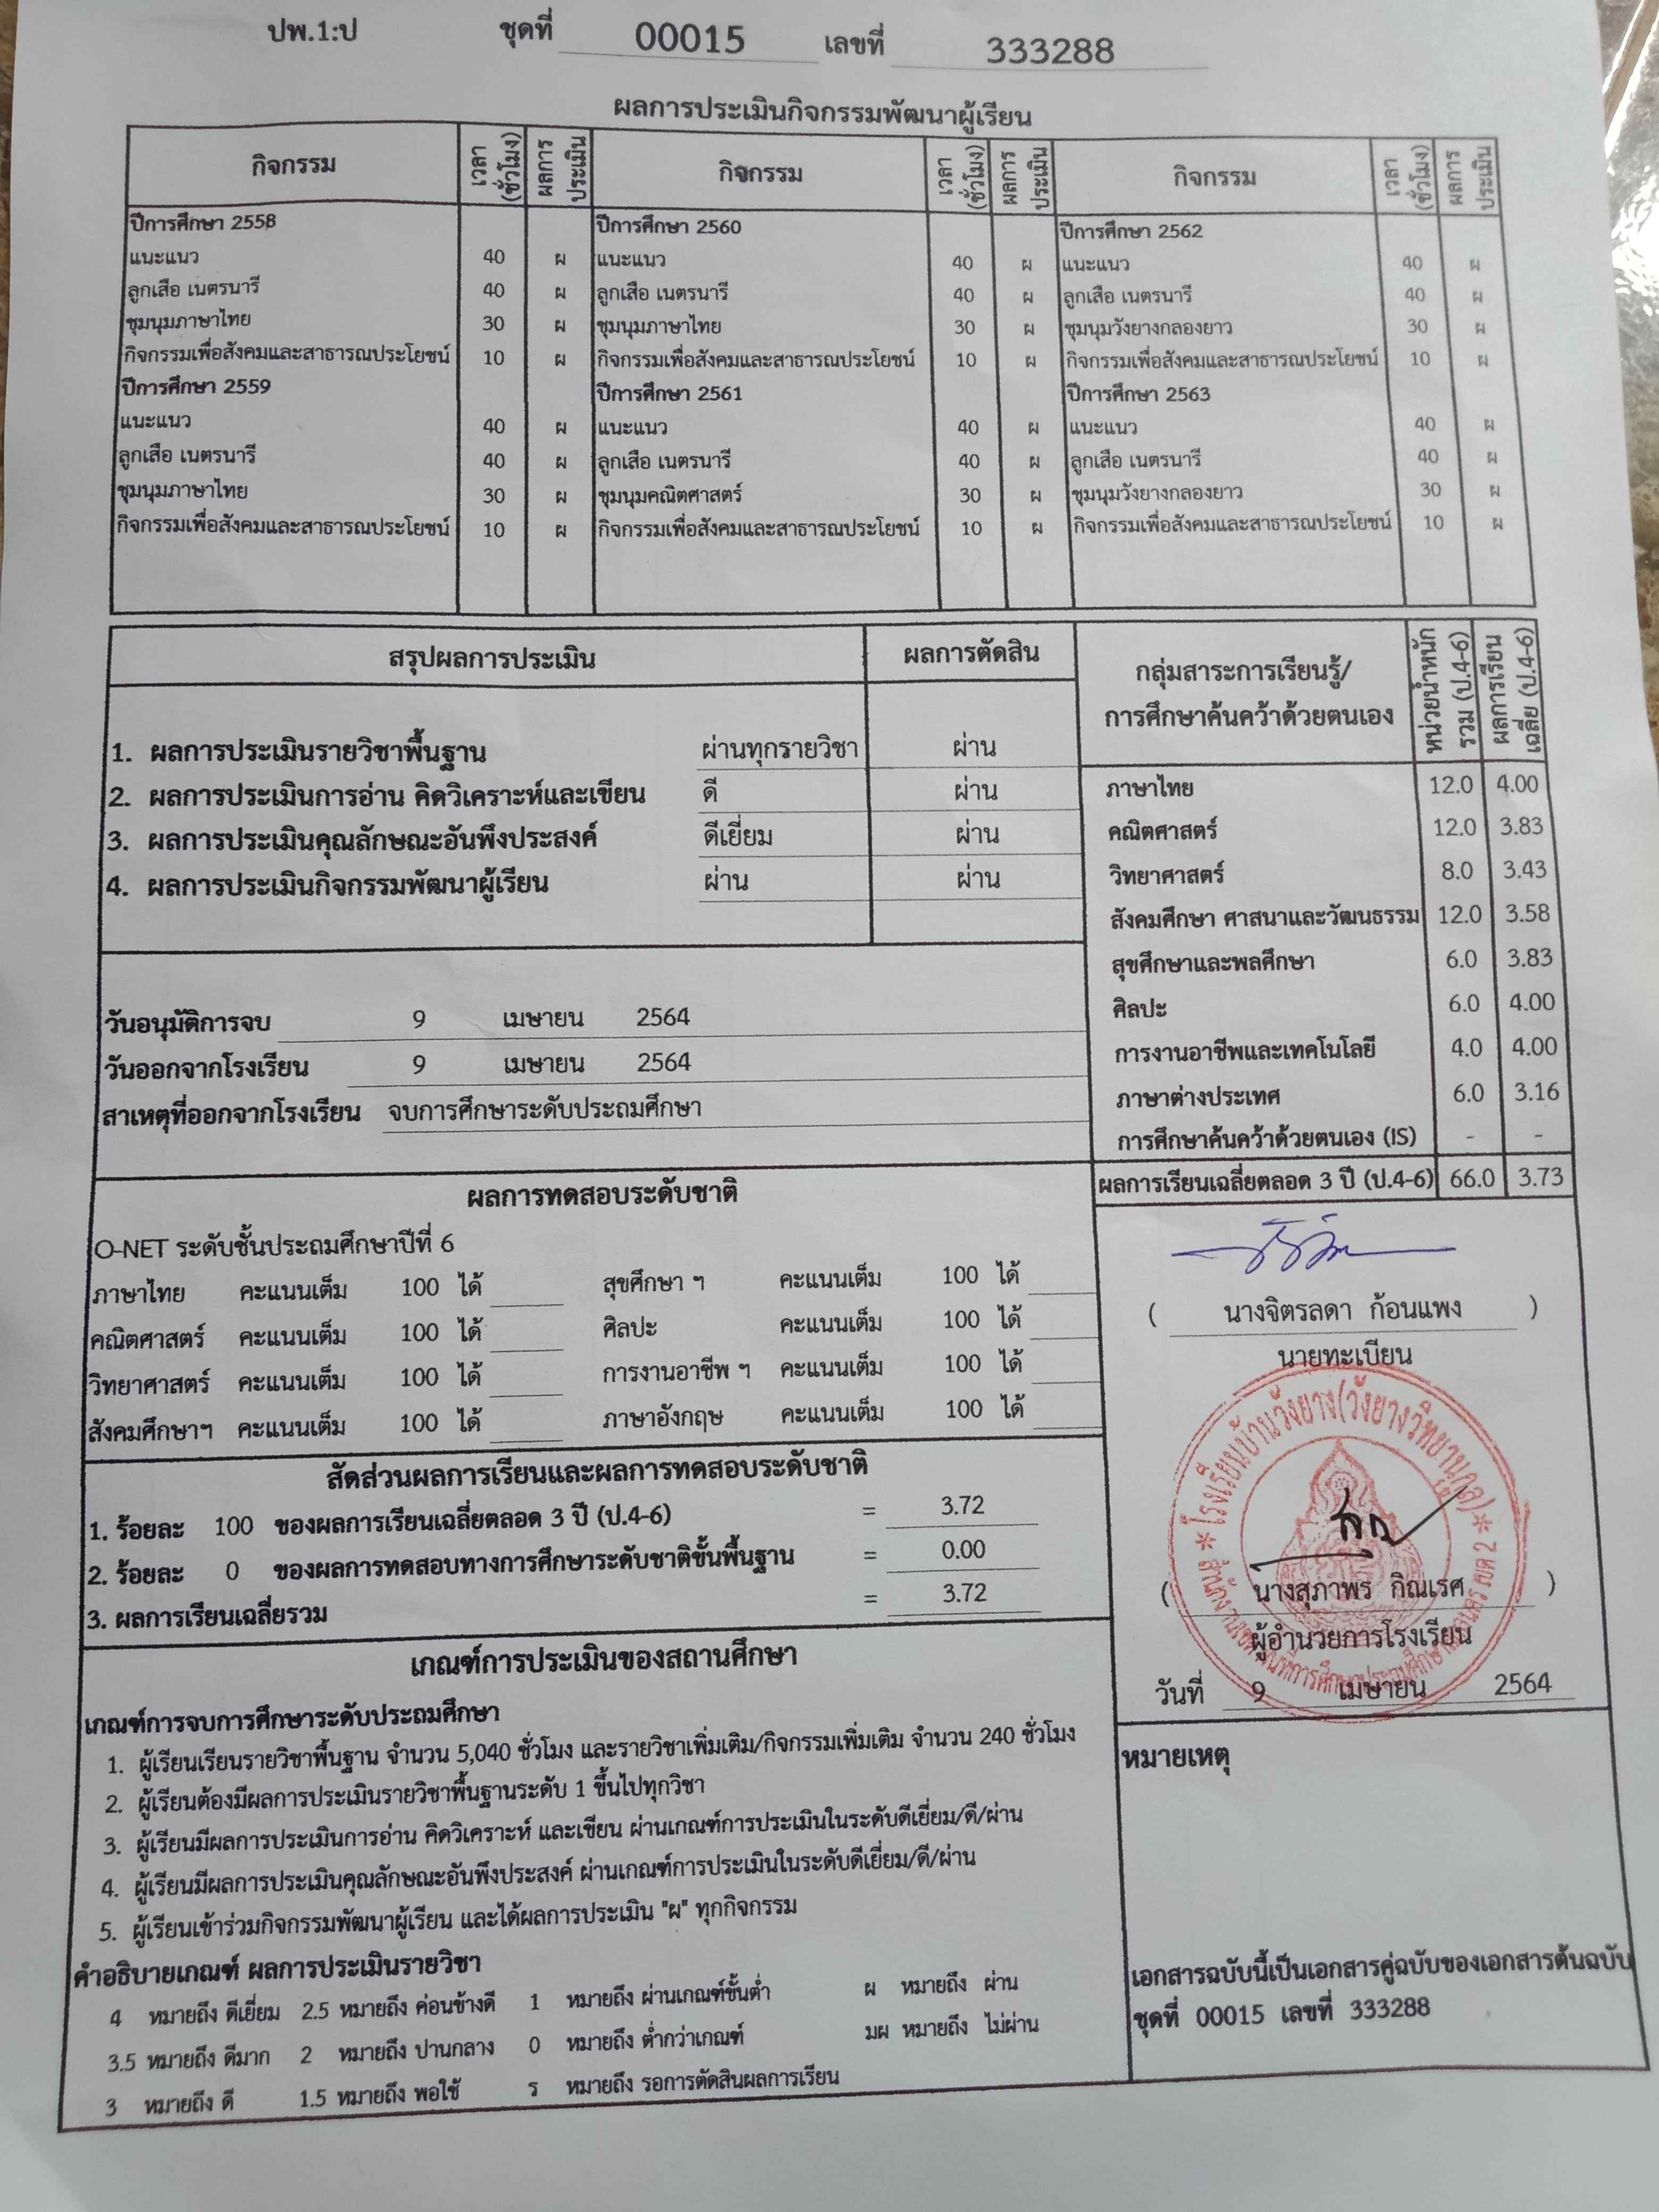 ปพ.1:ป ชุดที่ 00015 เลขที่ 333288
ผลการประเมินกิจกรรมพัฒนาผู้เรียน
กิจกรรม เวลา (ชั่วโมง) ผลการประเมิน กิจกรรม เวลา (ชั่วโมง) ผลการประเมิน กิจกรรม เวลา (ชั่วโมง) ผลการประเมิน
ปีการศึกษา 2558 ปีการศึกษา 2560 ปีการศึกษา 2562
แนะแนว 40 ผ แนะแนว 40 ผ แนะแนว 40 ผ
ลูกเสือ เนตรนารี 40 ผ ลูกเสือ เนตรนารี 40 ผ ลูกเสือ เนตรนารี 40 ผ
ชุมนุมภาษาไทย 30 ผ ชุมนุมภาษาไทย 30 ผ ชุมนุมวังยางกลองยาว 30 ผ
กิจกรรมเพื่อสังคมและสาธารณประโยชน์ 10 ผ กิจกรรมเพื่อสังคมและสาธารณประโยชน์ 10 ผ กิจกรรมเพื่อสังคมและสาธารณประโยชน์ 10 ผ
ปีการศึกษา 2559 ปีการศึกษา 2561 ปีการศึกษา 2563
แนะแนว 40 ผ แนะแนว 40 ผ แนะแนว 40 ผ
ลูกเสือ เนตรนารี 40 ผ ลูกเสือ เนตรนารี 40 ผ ลูกเสือ เนตรนารี 40 ผ
ชุมนุมภาษาไทย 30 ผ ชุมนุมคณิตศาสตร์ 30 ผ ชุมนุมวังยางกลองยาว 30 ผ
กิจกรรมเพื่อสังคมและสาธารณประโยชน์ 10 ผ กิจกรรมเพื่อสังคมและสาธารณประโยชน์ 10 ผ กิจกรรมเพื่อสังคมและสาธารณประโยชน์ 10 ผ
สรุปผลการประเมิน ผลการตัดสิน
1. ผลการประเมินรายวิชาพื้นฐาน ผ่านทุกรายวิชา ผ่าน
2. ผลการประเมินการอ่าน คิดวิเคราะห์และเขียน ดี ผ่าน
3. ผลการประเมินคุณลักษณะอันพึงประสงค์ ดีเยี่ยม ผ่าน
4. ผลการประเมินกิจกรรมพัฒนาผู้เรียน ผ่าน ผ่าน
วันอนุมัติการจบ 9 เมษายน 2564
วันออกจากโรงเรียน 9 เมษายน 2564
สาเหตุที่ออกจากโรงเรียน จบการศึกษาระดับประถมศึกษา
กลุ่มสาระการเรียนรู้/
การศึกษาค้นคว้าด้วยตนเอง
หน่วยน้ำหนัก
รวม (ป.4-6)
ผลการเรียน
เฉลี่ย (ป.4-6)
ภาษาไทย 12.0 4.00
คณิตศาสตร์ 12.0 3.83
วิทยาศาสตร์ 8.0 3.43
สังคมศึกษา ศาสนาและวัฒนธรรม 12.0 3.58
สุขศึกษาและพลศึกษา 6.0 3.83
ศิลปะ 6.0 4.00
การงานอาชีพและเทคโนโลยี 4.0 4.00
ภาษาต่างประเทศ 6.0 3.16
การศึกษาค้นคว้าด้วยตนเอง (IS) - -
ผลการเรียนเฉลี่ยตลอด 3 ปี (ป.4-6) 66.0 3.73
ผลการทดสอบระดับชาติ
O-NET ระดับชั้นประถมศึกษาปีที่ 6
ภาษาไทย คะแนนเต็ม 100 ได้ สุขศึกษา ฯ คะแนนเต็ม 100 ได้
คณิตศาสตร์ คะแนนเต็ม 100 ได้ ศิลปะ คะแนนเต็ม 100 ได้
วิทยาศาสตร์ คะแนนเต็ม 100 ได้ การงานอาชีพ ฯ คะแนนเต็ม 100 ได้
สังคมศึกษาฯ คะแนนเต็ม 100 ได้ ภาษาอังกฤษ คะแนนเต็ม 100 ได้
สัดส่วนผลการเรียนและผลการทดสอบระดับชาติ
1. ร้อยละ 100 ของผลการเรียนเฉลี่ยตลอด 3 ปี (ป.4-6) = 3.72
2. ร้อยละ 0 ของผลการทดสอบทางการศึกษาระดับชาติขั้นพื้นฐาน = 0.00
3. ผลการเรียนเฉลี่ยรวม = 3.72
( นางจิตรลดา ก้อนแพง )
นายทะเบียน
โรงเรียนบ้านวังยาง(วังยางวิทยานุกูล)
( นางสุภาพร กิณเรศ )
ผู้อำนวยการโรงเรียน
วันที่ 9 เมษายน 2564
เกณฑ์การประเมินของสถานศึกษา
เกณฑ์การจบการศึกษาระดับประถมศึกษา
1. ผู้เรียนเรียนรายวิชาพื้นฐาน จำนวน 5,040 ชั่วโมง และรายวิชาเพิ่มเติม/กิจกรรมเพิ่มเติม จำนวน 240 ชั่วโมง
2. ผู้เรียนต้องมีผลการประเมินรายวิชาพื้นฐานระดับ 1 ขึ้นไปทุกวิชา
3. ผู้เรียนมีผลการประเมินการอ่าน คิดวิเคราะห์ และเขียน ผ่านเกณฑ์การประเมินในระดับดีเยี่ยม/ดี/ผ่าน
4. ผู้เรียนมีผลการประเมินคุณลักษณะอันพึงประสงค์ ผ่านเกณฑ์การประเมินในระดับดีเยี่ยม/ดี/ผ่าน
5. ผู้เรียนเข้าร่วมกิจกรรมพัฒนาผู้เรียน และได้ผลการประเมิน "ผ" ทุกกิจกรรม
คำอธิบายเกณฑ์ ผลการประเมินรายวิชา
4 หมายถึง ดีเยี่ยม 2.5 หมายถึง ค่อนข้างดี 1 หมายถึง ผ่านเกณฑ์ขั้นต่ำ ผ หมายถึง ผ่าน
3.5 หมายถึง ดีมาก 2 หมายถึง ปานกลาง 0 หมายถึง ต่ำกว่าเกณฑ์ มผ หมายถึง ไม่ผ่าน
3 หมายถึง ดี 1.5 หมายถึง พอใช้ ร หมายถึง รอการตัดสินผลการเรียน
หมายเหตุ
เอกสารฉบับนี้เป็นเอกสารคู่ฉบับของเอกสารต้นฉบับ
ชุดที่ 00015 เลขที่ 333288